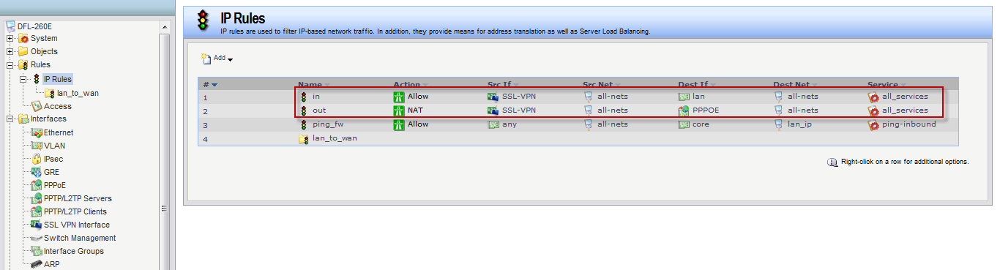 DFL-260E
System
Objects
Rules
IP Rules
lan_to_wan
Access
Interfaces
Ethernet
VLAN
IPsec
GRE
PPPoE
PPTP/L2TP Servers
PPTP/L2TP Clients
SSL VPN Interface
Switch Management
Interface Groups
ARP
IP Rules
IP rules are used to filter IP-based network traffic. In addition, they provide means for address translation as well as Server Load Balancing.
Add
# Name Action Src If Src Net Dest If Dest Net Service
1 in Allow SSL-VPN all-nets lan all-nets all_services
2 out NAT SSL-VPN all-nets PPPOE all-nets all_services
3 ping_fw Allow any all-nets core lan_ip ping-inbound
4 lan_to_wan
Right-click on a row for additional options.